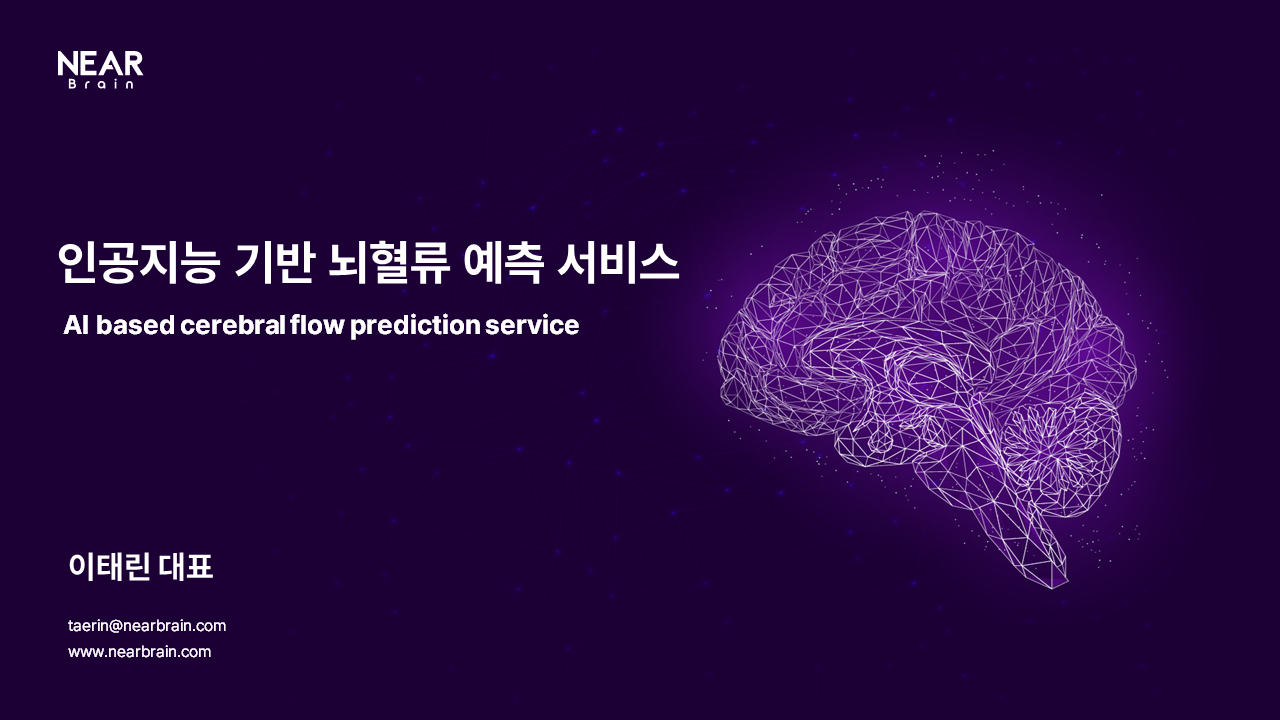 NEAR
Brain
인공지능 기반 뇌혈류 예측 서비스
AI based cerebral flow prediction service
이태린 대표
taerin@nearbrain.com
www.nearbrain.com